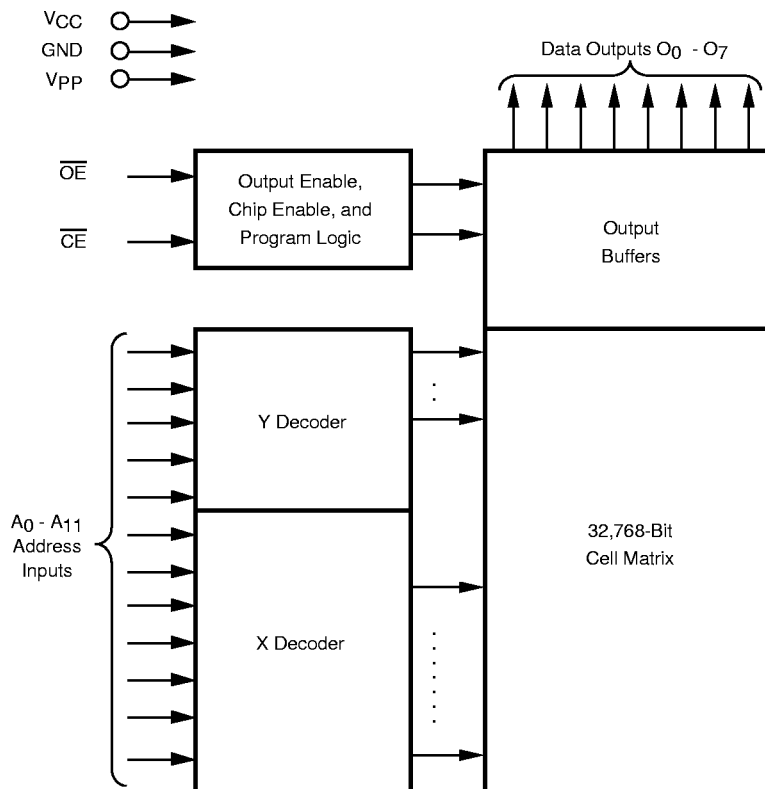 VCC
GND
VPP
Data Outputs O0 - O7
OE
CE
Output Enable,
Chip Enable, and
Program Logic
Output
Buffers
Y Decoder
A0 - A11
Address
Inputs
X Decoder
32,768-Bit
Cell Matrix